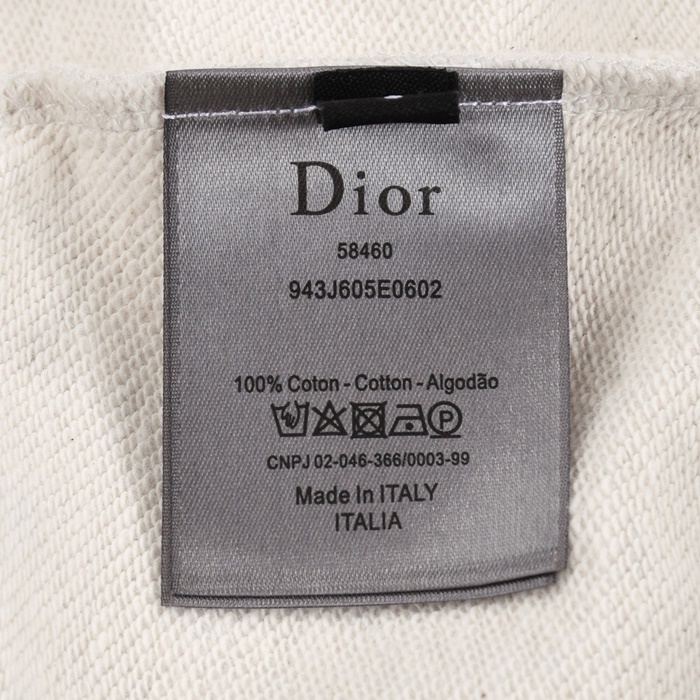 Dior
58460
943J605E0602
100% Coton - Cotton - Algodão
P
CNPJ 02-046-366/0003-99
Made In ITALY
ITALIA